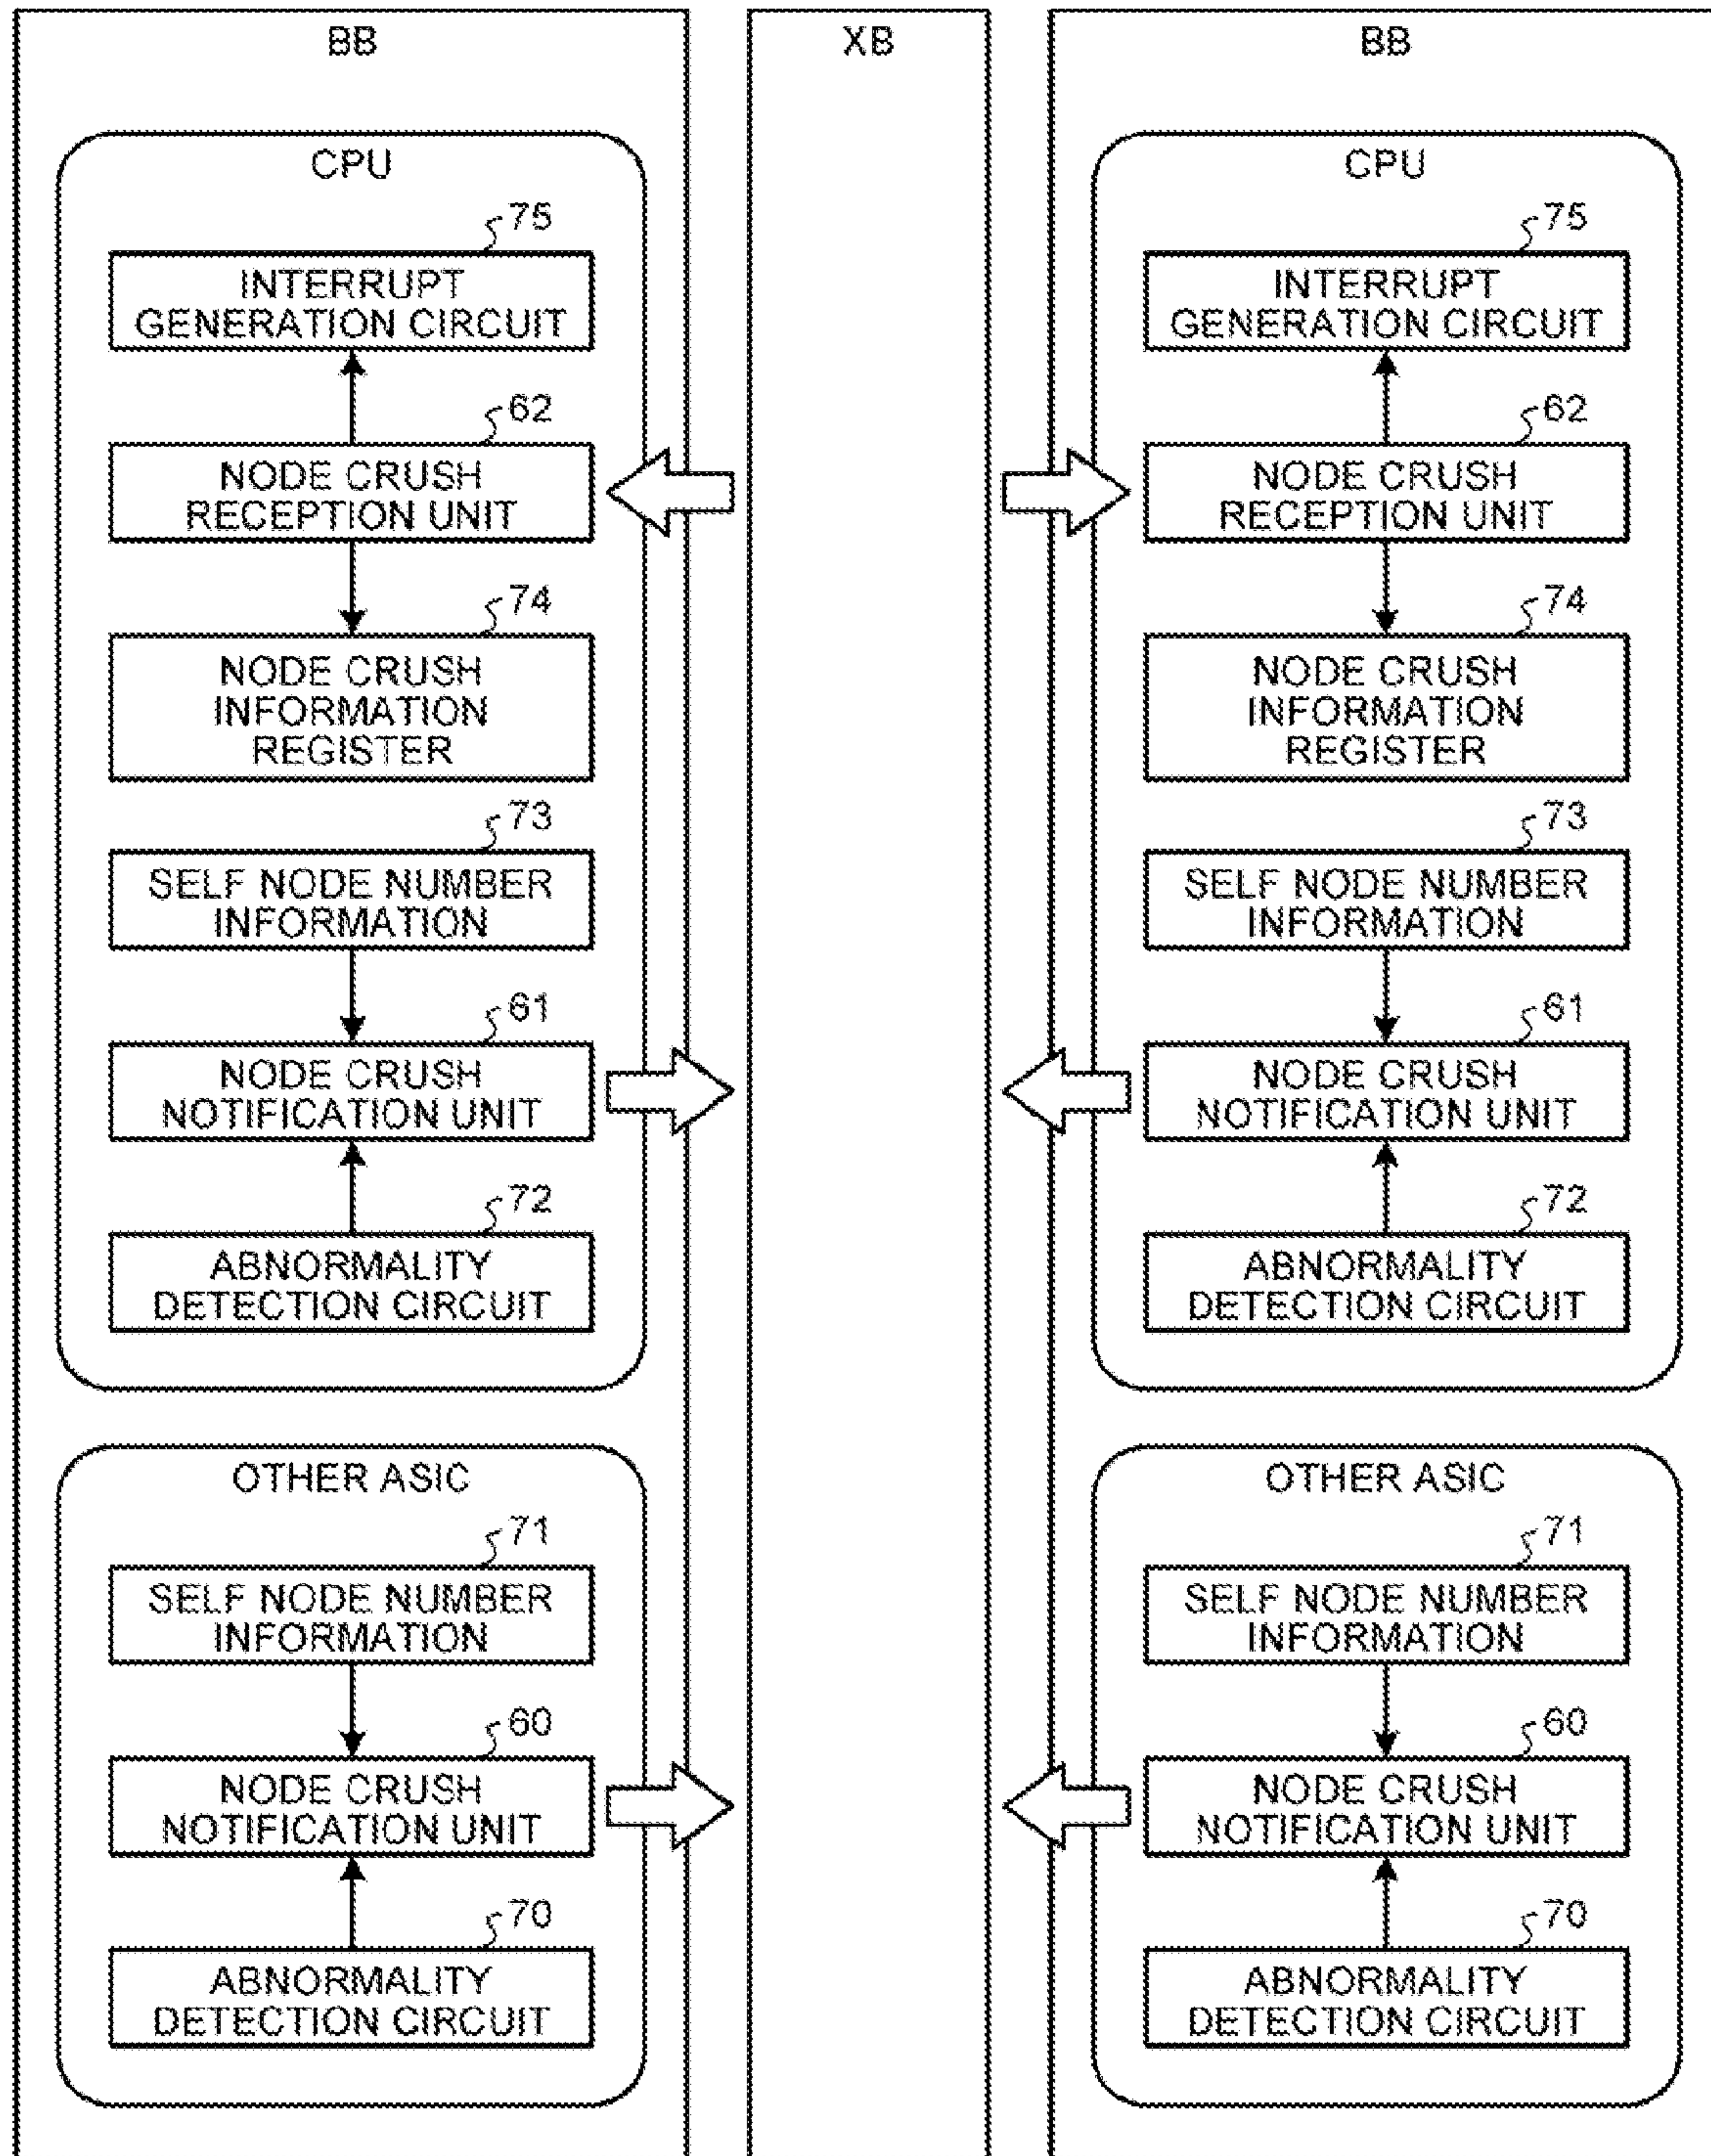 BB
CPU
75
INTERRUPT
GENERATION CIRCUIT
62
NODE CRUSH
RECEPTION UNIT
74
NODE CRUSH
INFORMATION
REGISTER
73
SELF NODE NUMBER
INFORMATION
61
NODE CRUSH
NOTIFICATION UNIT
72
ABNORMALITY
DETECTION CIRCUIT
OTHER ASIC
71
SELF NODE NUMBER
INFORMATION
60
NODE CRUSH
NOTIFICATION UNIT
70
ABNORMALITY
DETECTION CIRCUIT
XB
BB
CPU
75
INTERRUPT
GENERATION CIRCUIT
62
NODE CRUSH
RECEPTION UNIT
74
NODE CRUSH
INFORMATION
REGISTER
73
SELF NODE NUMBER
INFORMATION
61
NODE CRUSH
NOTIFICATION UNIT
72
ABNORMALITY
DETECTION CIRCUIT
OTHER ASIC
71
SELF NODE NUMBER
INFORMATION
60
NODE CRUSH
NOTIFICATION UNIT
70
ABNORMALITY
DETECTION CIRCUIT